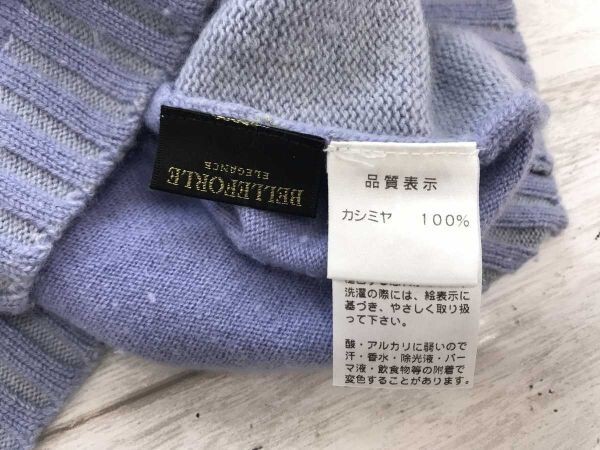 BELLEFORLE
ELEGANCE
品質表示
カシミヤ 100%
洗濯の際には、絵表示に
基づき、やさしく取り扱
って下さい。
酸・アルカリに弱いので
汗・香水・除光液・パー
マ液・飲食物等の附着で
変色することがあります。